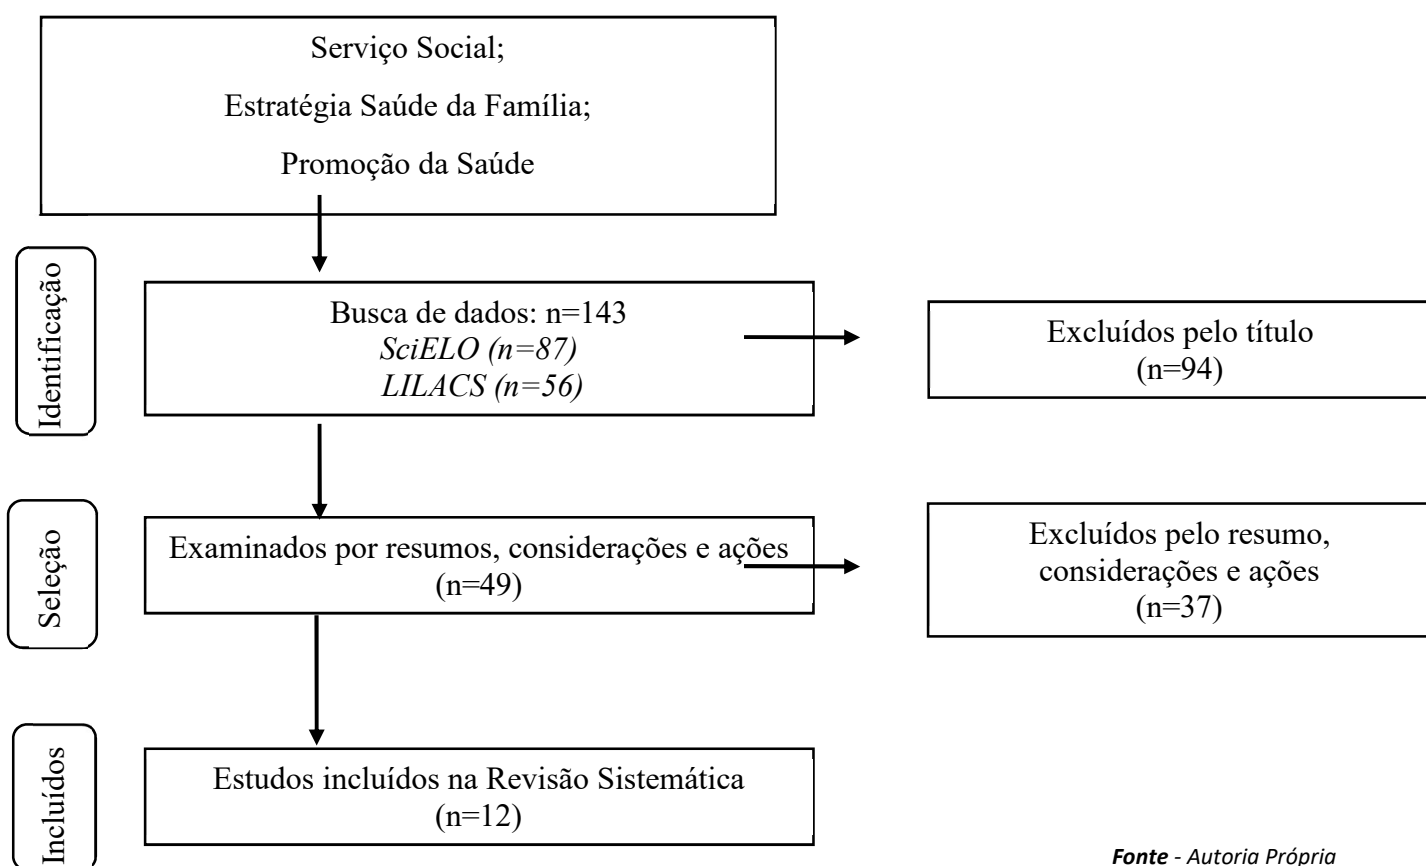 Serviço Social;
Estratégia Saúde da Família;
Promoção da Saúde
Identificação
Busca de dados: n=143
SciELO (n=87)
LILACS (n=56)
Excluídos pelo título
(n=94)
Seleção
Examinados por resumos, considerações e ações
(n=49)
Excluídos pelo resumo,
considerações e ações
(n=37)
Incluídos
Estudos incluídos na Revisão Sistemática
(n=12)
Fonte - Autoria Própria